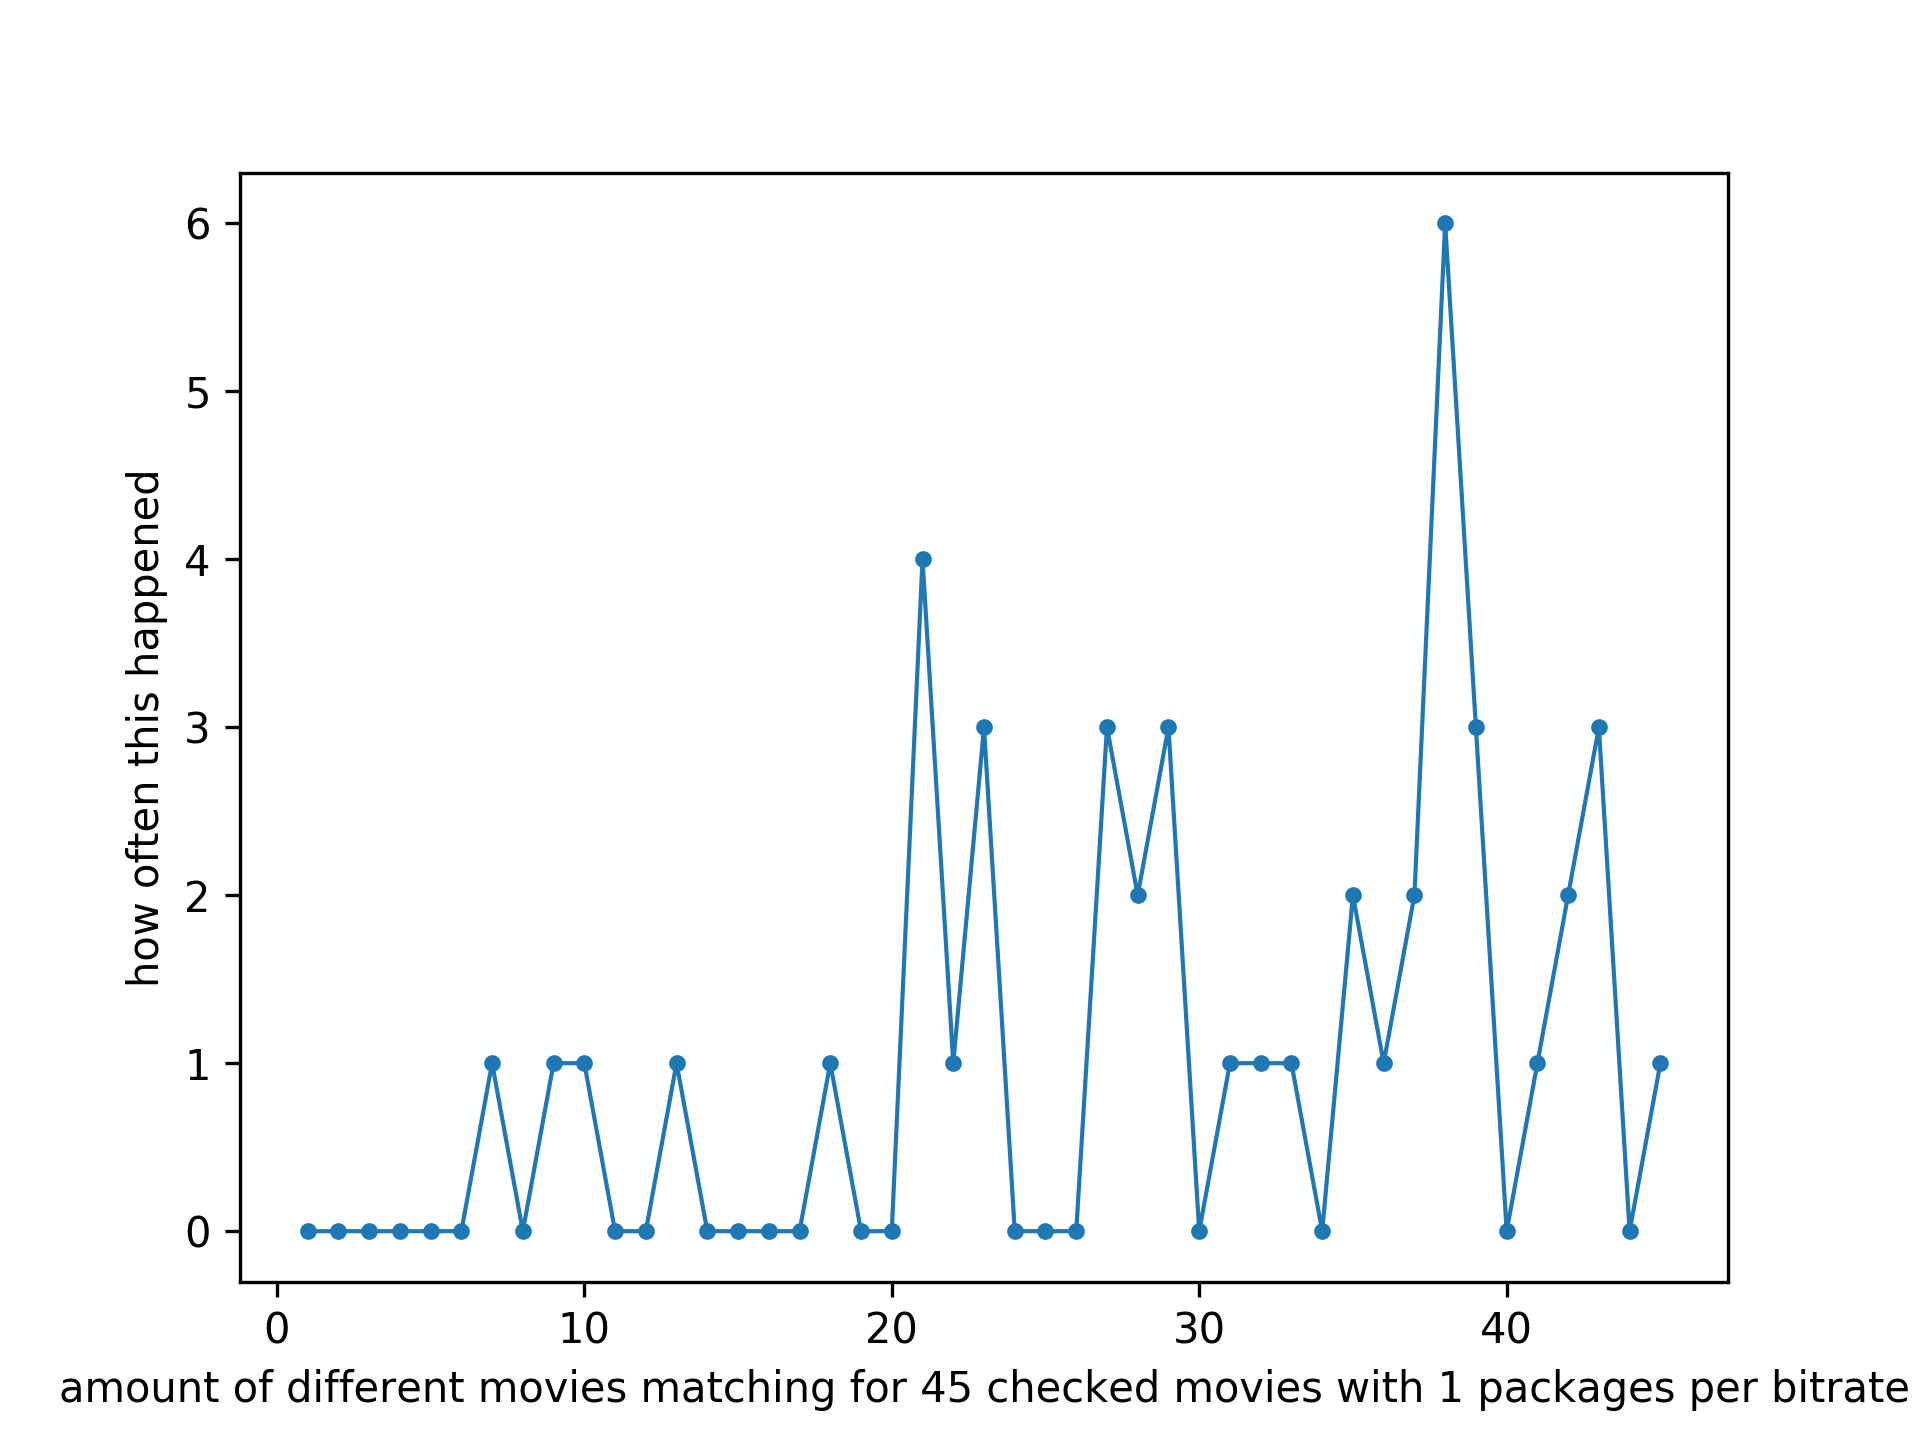 6
5
4
3
2
1
0
how often this happened
0 10 20 30 40
amount of different movies matching for 45 checked movies with 1 packages per bitrate